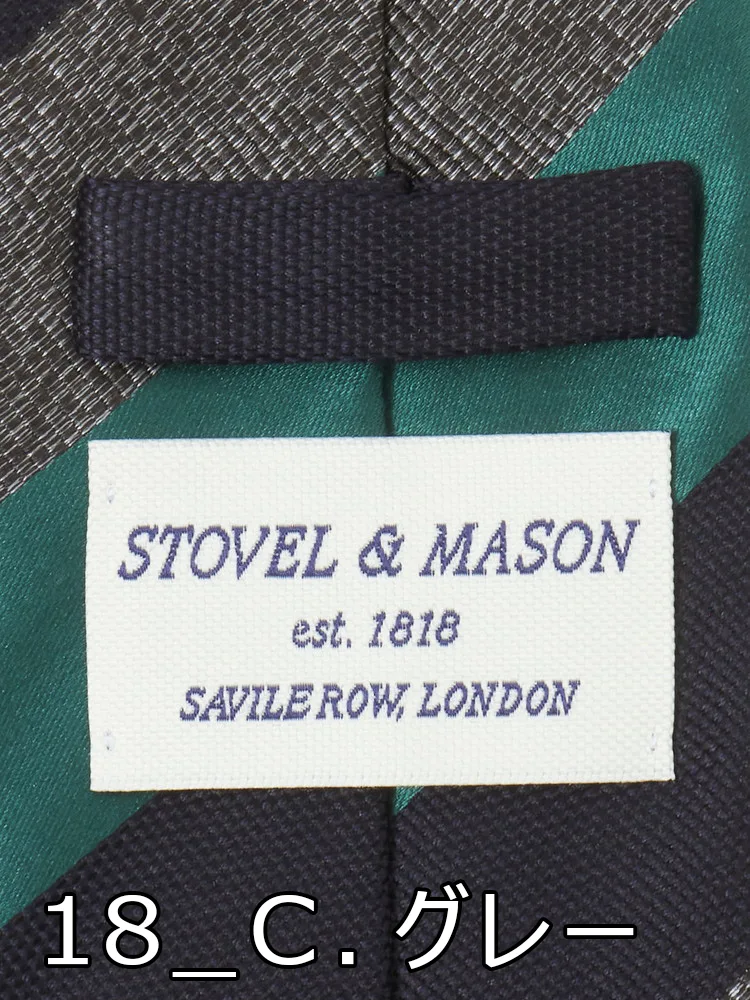 STOVEL & MASON
est. 1818
SAVILE ROW, LONDON
18_C.グレー